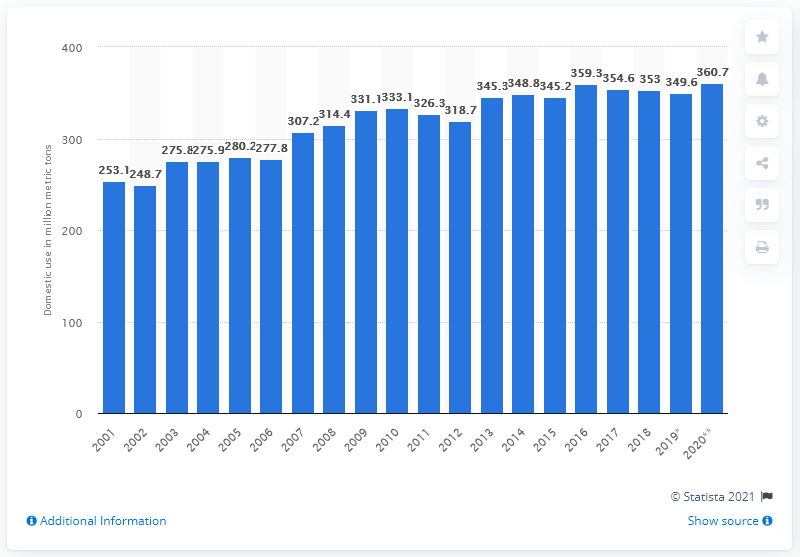 Domestic use in million metric tons
400
300
200
100
0
253.1 248.7 275.8 275.9 280.2 277.8 307.2 314.4 331.1 333.1 326.3 318.7 345.3 348.8 345.2 359.3 354.6 353 349.6 360.7
2001 2002 2003 2004 2005 2006 2007 2008 2009 2010 2011 2012 2013 2014 2015 2016 2017 2018 2019* 2020**
© Statista 2021
Additional Information
Show source